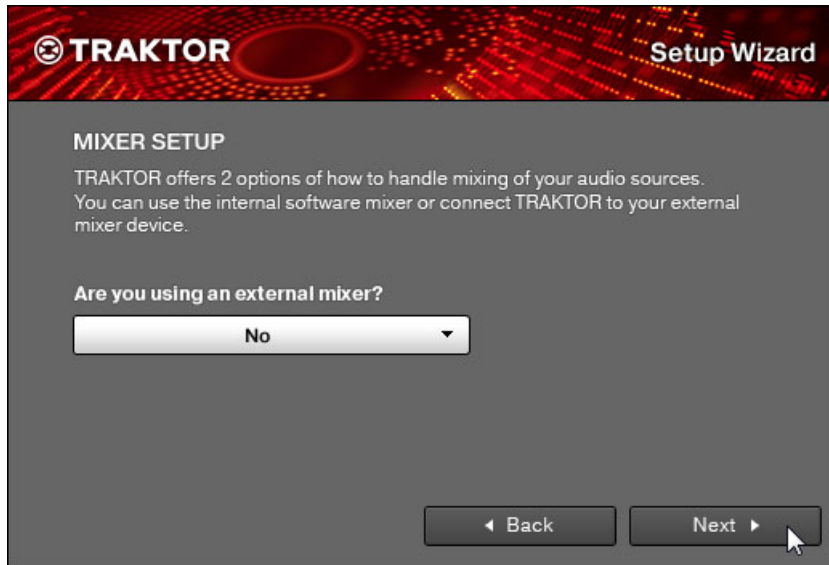 TRAKTOR
Setup Wizard
MIXER SETUP
TRAKTOR offers 2 options of how to handle mixing of your audio sources.
You can use the internal software mixer or connect TRAKTOR to your external
mixer device.
Are you using an external mixer?
No
Back
Next